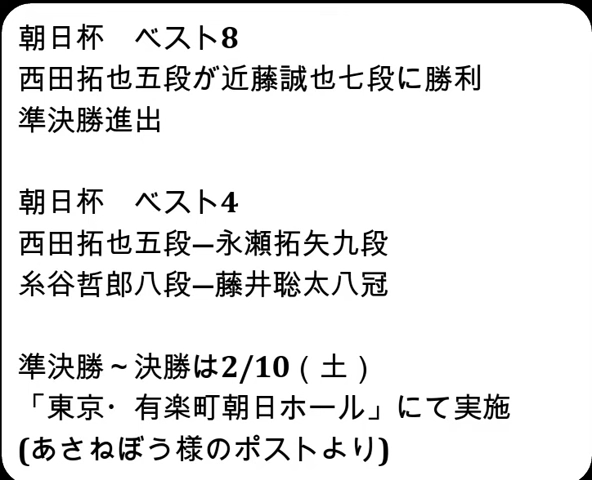 朝日杯　ベスト8
西田拓也五段が近藤誠也七段に勝利
準決勝進出
朝日杯　ベスト4
西田拓也五段―永瀬拓矢九段
糸谷哲郎八段―藤井聡太八冠
準決勝～決勝は2/10（土）
「東京・有楽町朝日ホール」にて実施
(あさねぼう様のポストより)